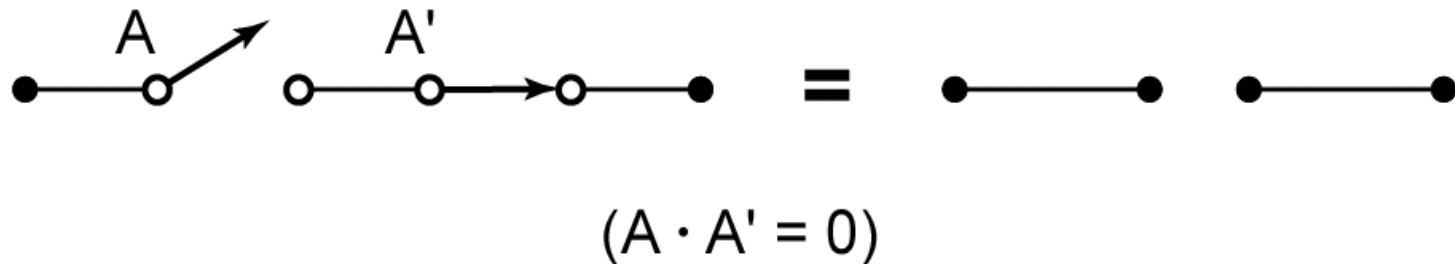 A A' =
(A · A' = 0)